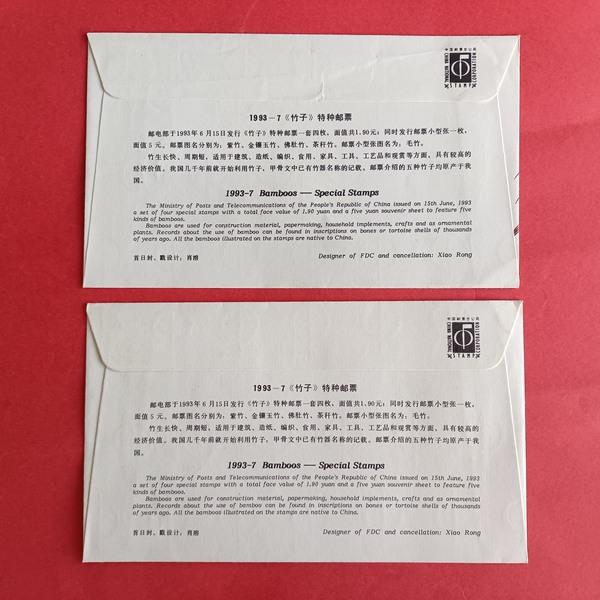 中国邮票总公司
CHINA NATIONAL
STAMP
CORPORATION
1993-7《竹子》特种邮票
邮电部于1993年6月15日发行《竹子》特种邮票一套四枚，面值共1.90元；同时发行邮票小型张一枚，
面值5元。邮票图名分别为：紫竹、金镶玉竹、佛肚竹、茶秆竹。邮票小型张图名为：毛竹。
竹生长快、周期短，适用于建筑、造纸、编织、食用、家具、工具、工艺品和观赏等方面，具有较高的
经济价值。我国几千年前就开始利用竹子，甲骨文中已有竹器名称的记载。邮票介绍的五种竹子均原产于我
国。
1993-7 Bamboos — Special Stamps
The Ministry of Posts and Telecommunications of the People's Republic of China issued on 15th June, 1993
a set of four special stamps with a total face value of 1.90 yuan and a five yuan souvenir sheet to feature five
kinds of bamboos.
Bamboos are used for construction material, papermaking, household implements, crafts and as ornamental
plants. Records about the use of bamboo can be found in inscriptions on bones or tortoise shells of thousands
of years ago. All the bamboos illustrated on the stamps are native to China.
首日封、戳设计：肖溶 Designer of FDC and cancellation: Xiao Rong
中国邮票总公司
CHINA NATIONAL
STAMP
CORPORATION
1993-7《竹子》特种邮票
邮电部于1993年6月15日发行《竹子》特种邮票一套四枚，面值共1.90元；同时发行邮票小型张一枚，
面值5元。邮票图名分别为：紫竹、金镶玉竹、佛肚竹、茶秆竹。邮票小型张图名为：毛竹。
竹生长快、周期短，适用于建筑、造纸、编织、食用、家具、工具、工艺品和观赏等方面，具有较高的
经济价值。我国几千年前就开始利用竹子，甲骨文中已有竹器名称的记载。邮票介绍的五种竹子均原产于我
国。
1993-7 Bamboos — Special Stamps
The Ministry of Posts and Telecommunications of the People's Republic of China issued on 15th June, 1993
a set of four special stamps with a total face value of 1.90 yuan and a five yuan souvenir sheet to feature five
kinds of bamboos.
Bamboos are used for construction material, papermaking, household implements, crafts and as ornamental
plants. Records about the use of bamboo can be found in inscriptions on bones or tortoise shells of thousands
of years ago. All the bamboos illustrated on the stamps are native to China.
首日封、戳设计：肖溶 Designer of FDC and cancellation: Xiao Rong